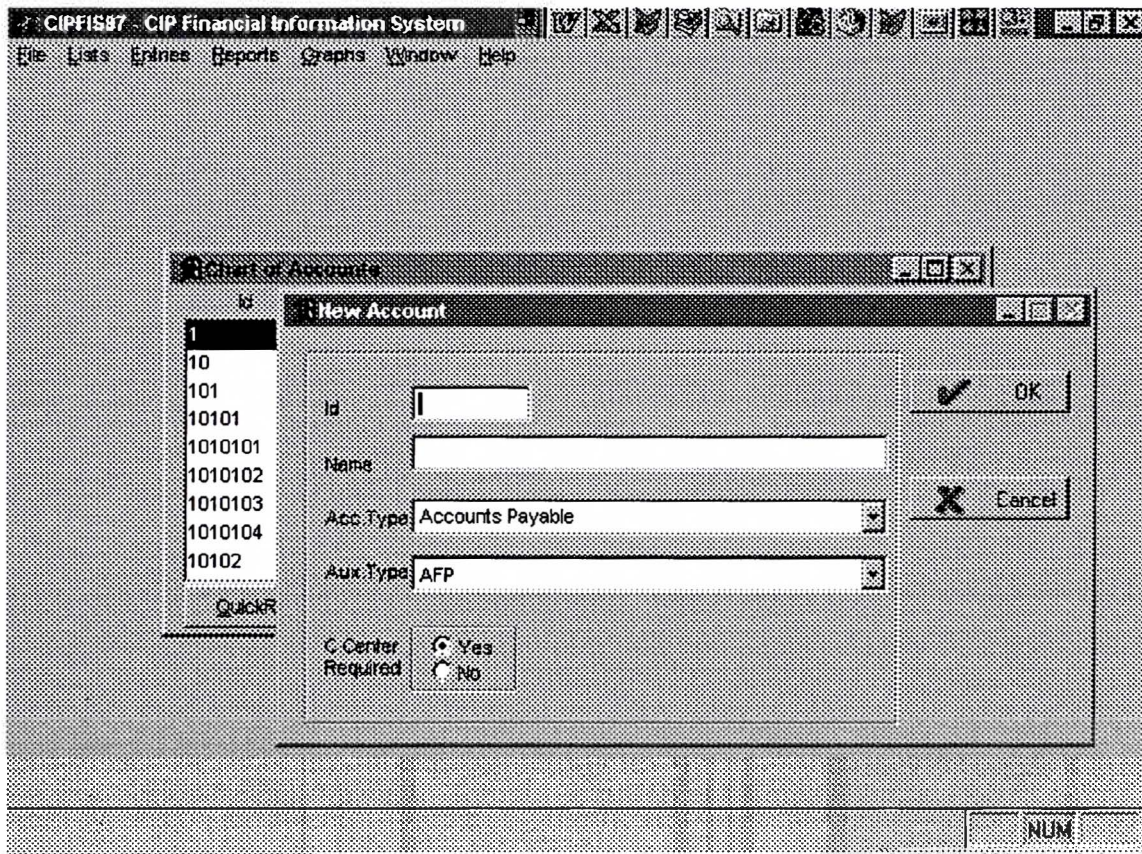 CIPFIS97 - CIP Financial Information System
File Lists Entries Reports Graphs Window Help
Chart of Accounts
Id
New Account
1
10
101
10101
1010101
1010102
1010103
1010104
10102
Id
Name
Acc.Type Accounts Payable
Aux.Type AFP
C Center Required
Yes
No
OK
Cancel
QuickR
NUM